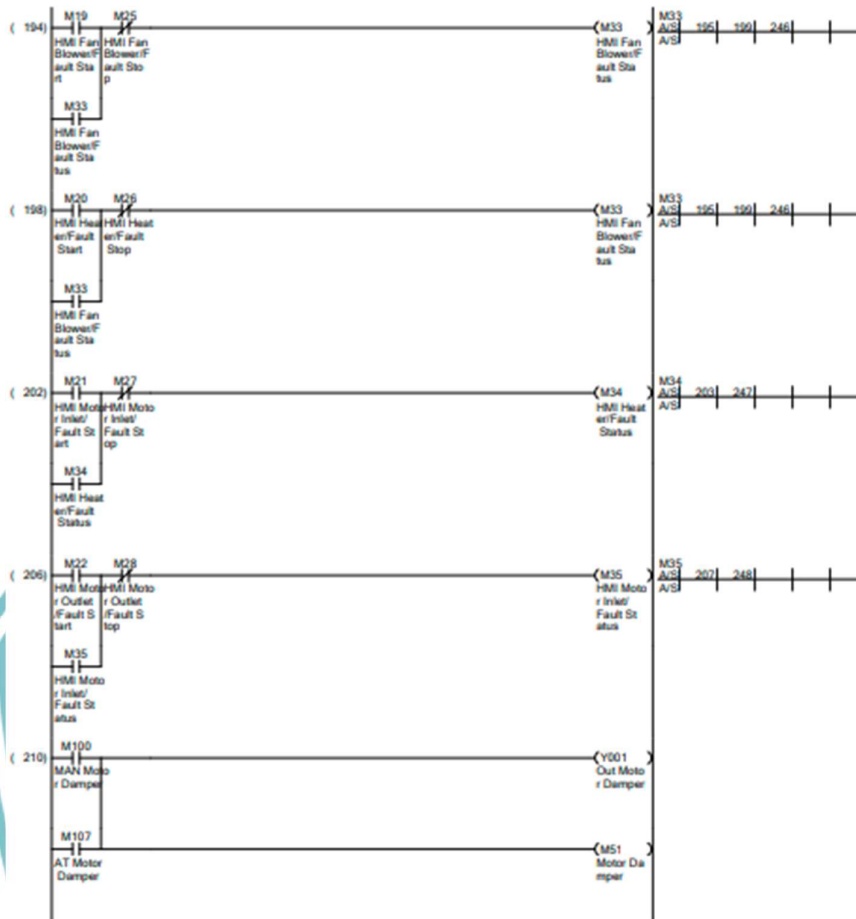 M19 M25 M33
( 194) (M33 ) A/S 195 199 246
HMI Fan HMI Fan HMI Fan A/S
Blower/F Blower/F Blower/F
ault Sta ault Sto ault Sta
rt p tus
M33
HMI Fan
Blower/F
ault Sta
tus
M20 M26 M33
( 198) (M33 ) A/S 195 199 246
HMI Heat HMI Heat HMI Fan A/S
er/Fault er/Fault Blower/F
Start Stop ault Sta
tus
M33
HMI Fan
Blower/F
ault Sta
tus
M21 M27 M34
( 202) (M34 ) A/S 203 247
HMI Moto HMI Moto HMI Heat A/S
r Inlet/ r Inlet/ er/Fault
Fault St Fault St Status
art op
M34
HMI Heat
er/Fault
Status
M22 M28 M35
( 206) (M35 ) A/S 207 248
HMI Moto HMI Moto HMI Moto A/S
r Outlet r Outlet r Inlet/
/Fault S /Fault S Fault St
tart top atus
M35
HMI Moto
r Inlet/
Fault St
atus
M100
( 210) (Y001 )
MAN Moto Out Moto
r Damper r Damper
M107
(M51 )
AT Motor Motor Da
Damper mper